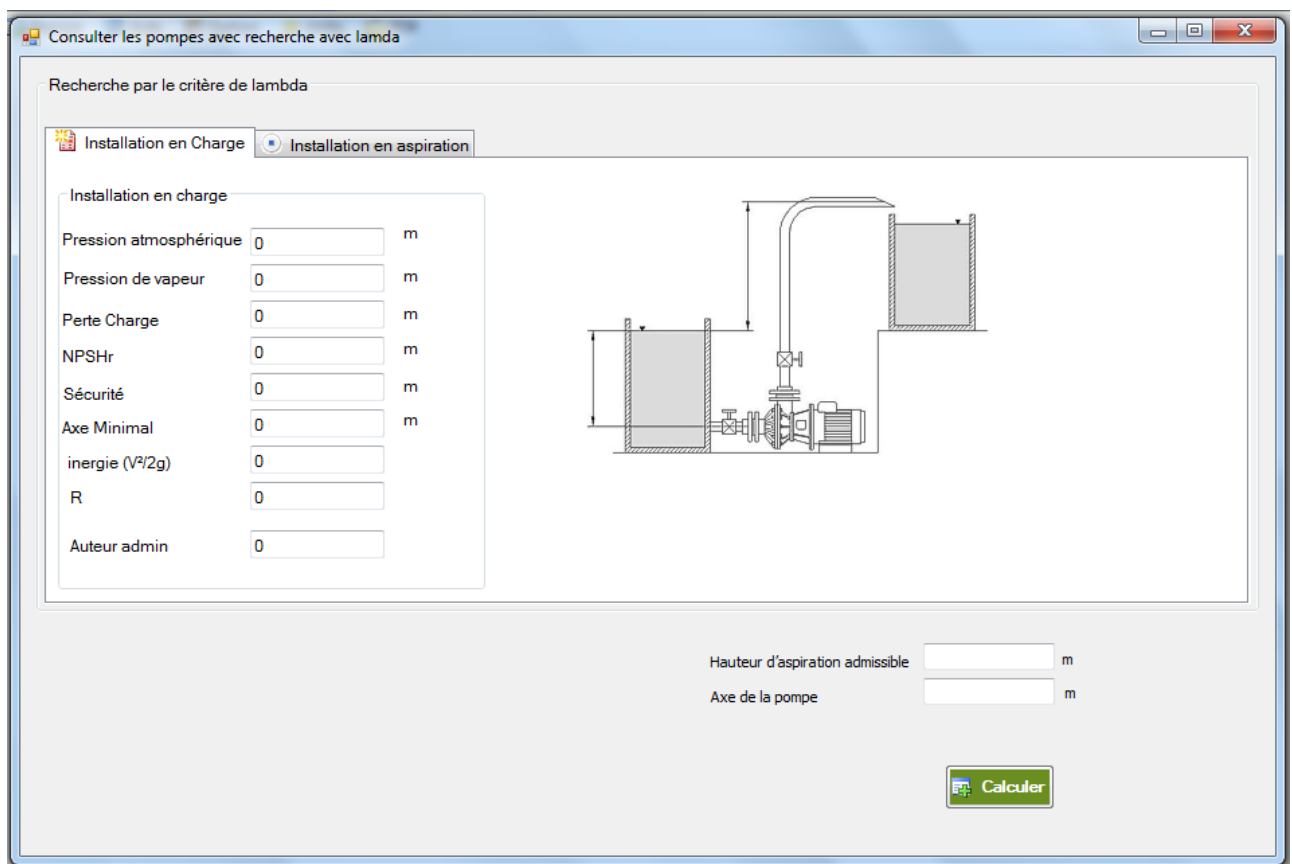 Consulter les pompes avec recherche avec lamda
Recherche par le critère de lambda
Installation en Charge
Installation en aspiration
Installation en charge
Pression atmosphérique 0 m
Pression de vapeur 0 m
Perte Charge 0 m
NPSHr 0 m
Sécurité 0 m
Axe Minimal 0 m
inergie (V²/2g) 0
R 0
Auteur admin 0
Hauteur d'aspiration admissible m
Axe de la pompe m
Calculer